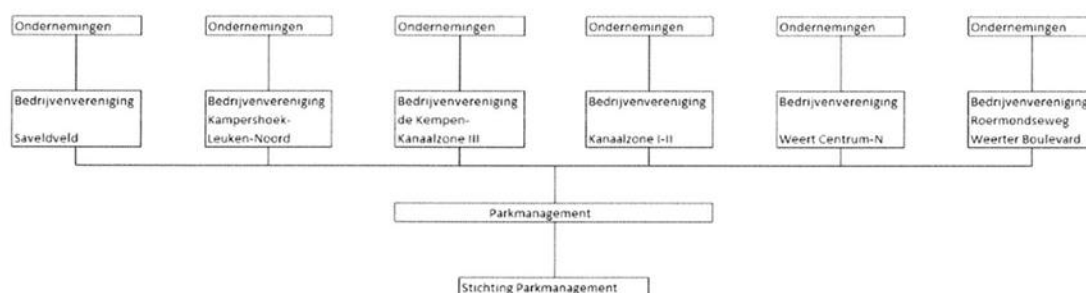 Ondernemingen
Ondernemingen
Ondernemingen
Ondernemingen
Ondernemingen
Ondernemingen
Bedrijvenvereniging
Saveldveld
Bedrijvenvereniging
Kampershoek-
Leuken-Noord
Bedrijvenvereniging
de Kempen-
Kanaalzone III
Bedrijvenvereniging
Kanaalzone I-II
Bedrijvenvereniging
Weert Centrum-N
Bedrijvenvereniging
Roermondseweg
Weerter Boulevard
Parkmanagement
Stichting Parkmanagement